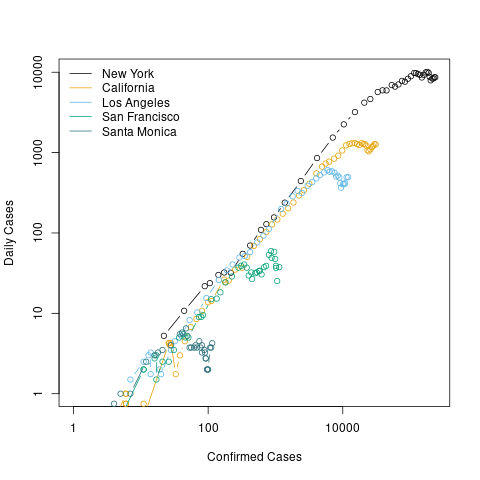 New York
California
Los Angeles
San Francisco
Santa Monica
10000
1000
100
10
1
Daily Cases
1
100
10000
Confirmed Cases